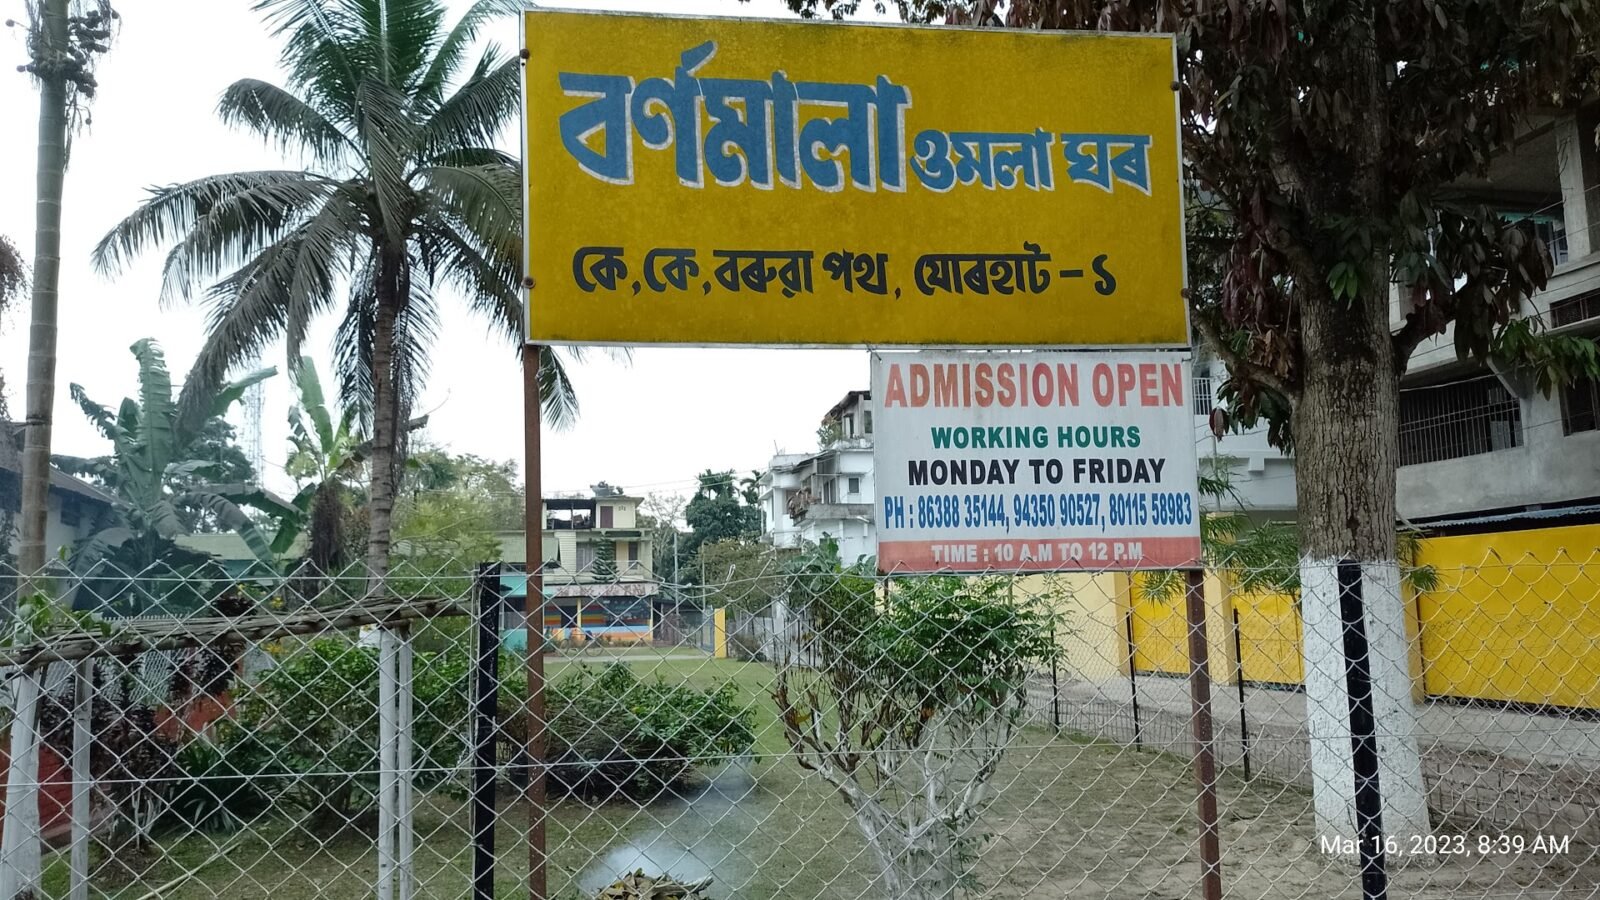 বৰ্ণমালা ওমলা ঘৰ
কে,কে,বৰুৱা পথ, যোৰহাট - ১
ADMISSION OPEN
WORKING HOURS
MONDAY TO FRIDAY
PH : 86388 35144, 94350 90527, 80115 58983
TIME : 10 A.M TO 12 P.M
Mar 16, 2023, 8:39 AM